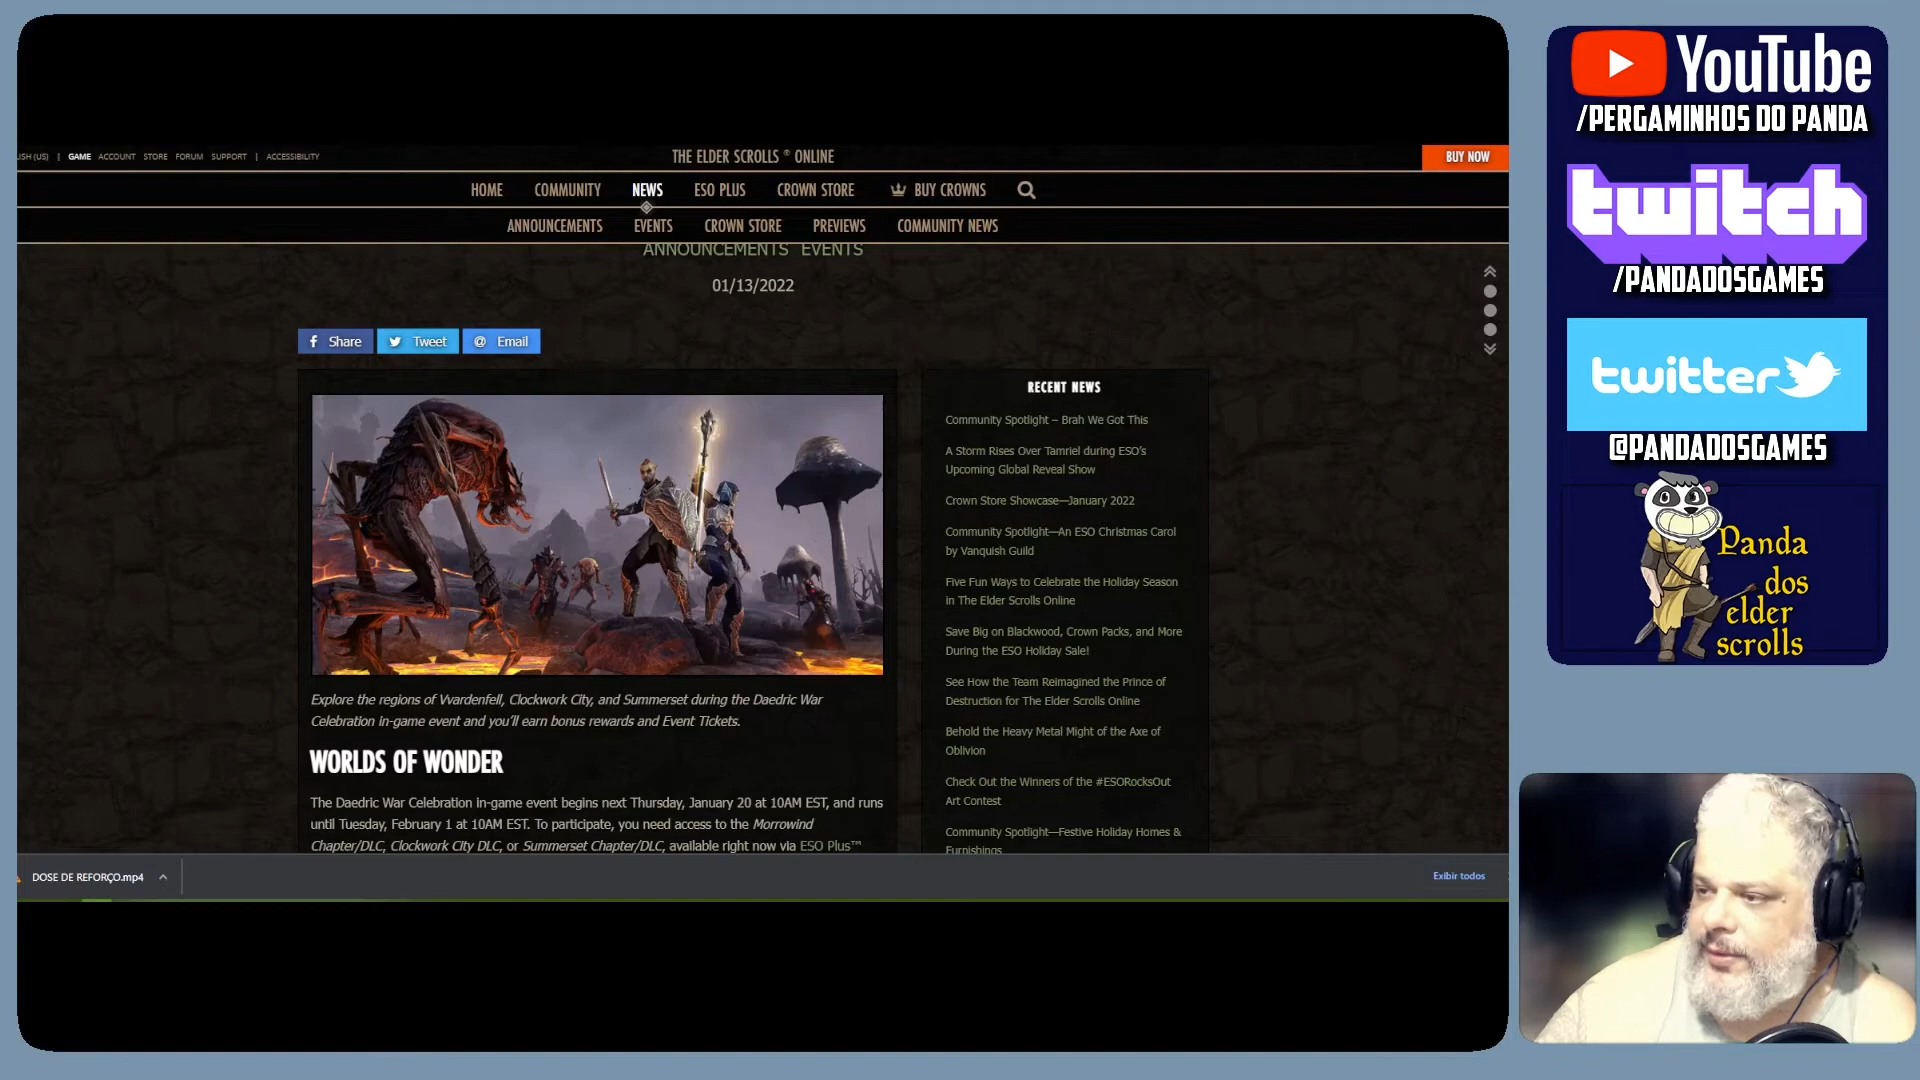 ISH (US) | GAME ACCOUNT STORE FORUM SUPPORT | ACCESSIBILITY
THE ELDER SCROLLS ® ONLINE
BUY NOW
HOME COMMUNITY NEWS ESO PLUS CROWN STORE BUY CROWNS
ANNOUNCEMENTS EVENTS CROWN STORE PREVIEWS COMMUNITY NEWS
ANNOUNCEMENTS EVENTS
01/13/2022
Share Tweet @ Email
Explore the regions of Vvardenfell, Clockwork City, and Summerset during the Daedric War
Celebration in-game event and you'll earn bonus rewards and Event Tickets.
WORLDS OF WONDER
The Daedric War Celebration in-game event begins next Thursday, January 20 at 10AM EST, and runs
until Tuesday, February 1 at 10AM EST. To participate, you need access to the Morrowind
Chapter/DLC, Clockwork City DLC, or Summerset Chapter/DLC, available right now via ESO Plus™
RECENT NEWS
Community Spotlight – Brah We Got This
A Storm Rises Over Tamriel during ESO's
Upcoming Global Reveal Show
Crown Store Showcase—January 2022
Community Spotlight—An ESO Christmas Carol
by Vanquish Guild
Five Fun Ways to Celebrate the Holiday Season
in The Elder Scrolls Online
Save Big on Blackwood, Crown Packs, and More
During the ESO Holiday Sale!
See How the Team Reimagined the Prince of
Destruction for The Elder Scrolls Online
Behold the Heavy Metal Might of the Axe of
Oblivion
Check Out the Winners of the #ESORocksOut
Art Contest
Community Spotlight—Festive Holiday Homes &
Furnishings
DOSE DE REFORÇO.mp4
Exibir todos
YouTube
/PERGAMINHOS DO PANDA
twitch
/PANDADOSGAMES
twitter
@PANDADOSGAMES
Panda
dos
elder
scrolls